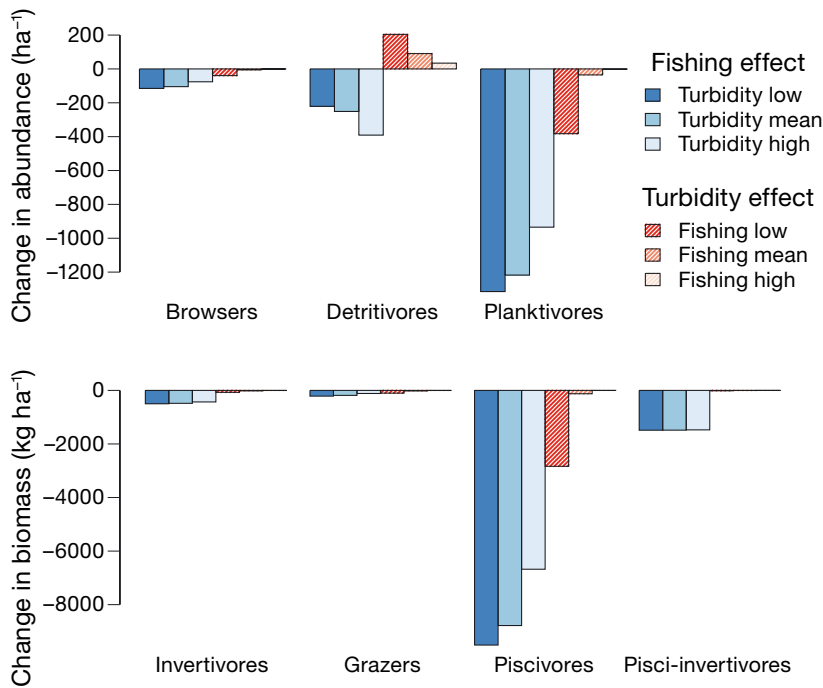 Change in abundance (ha⁻¹)
200
0
−200
−400
−600
−800
−1000
−1200
Browsers
Detritivores
Planktivores
Fishing effect
Turbidity low
Turbidity mean
Turbidity high
Turbidity effect
Fishing low
Fishing mean
Fishing high
Change in biomass (kg ha⁻¹)
0
−2000
−4000
−6000
−8000
Invertivores
Grazers
Piscivores
Pisci-invertivores